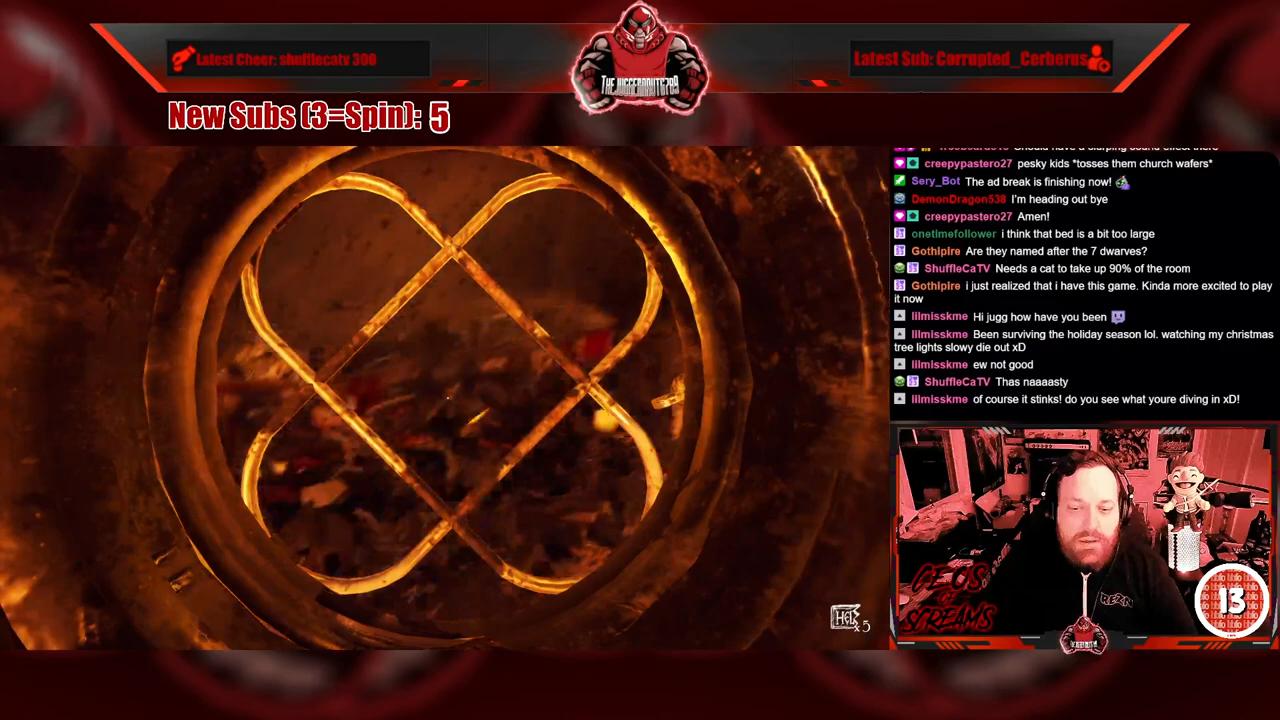 Latest Cheer: shufflecatv 300
Latest Sub: Corrupted_Cerberus
THEJUGGERNAUT6789
New Subs (3=Spin): 5
creepypastero27 pesky kids *tosses them church wafers*
Sery_Bot The ad break is finishing now!
DemonDragon538 I'm heading out bye
creepypastero27 Amen!
onetimefollower i think that bed is a bit too large
Gothipire Are they named after the 7 dwarves?
ShuffleCaTV Needs a cat to take up 90% of the room
Gothipire i just realized that i have this game. Kinda more excited to play
it now
lilmisskme Hi jugg how have you been
lilmisskme Been surviving the holiday season lol. watching my christmas
tree lights slowy die out xD
lilmisskme ew not good
ShuffleCaTV Thas naaaasty
lilmisskme of course it stinks! do you see what youre diving in xD!
SCREAMS
13
x 5